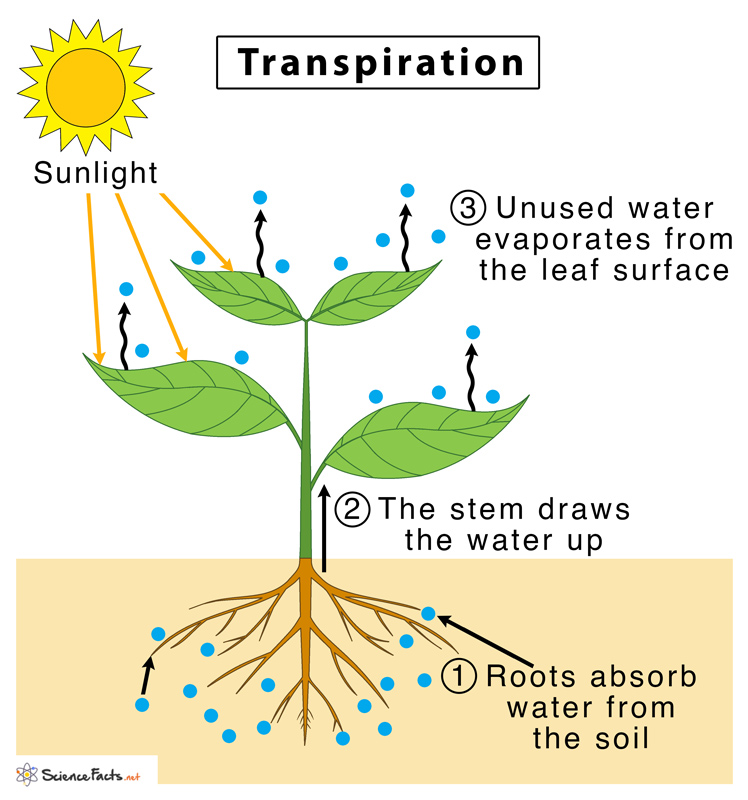 Transpiration
Sunlight
③ Unused water
evaporates from
the leaf surface
② The stem draws
the water up
① Roots absorb
water from
the soil
ScienceFacts.net